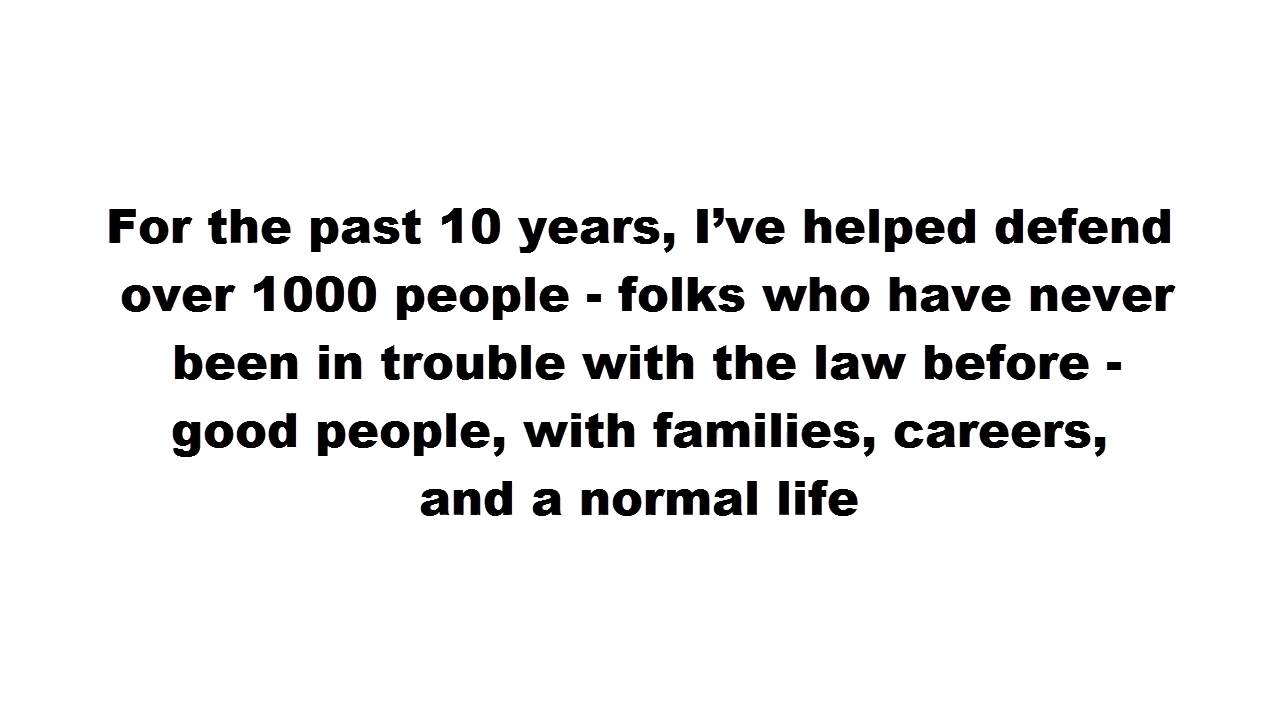 For the past 10 years, I’ve helped defend
over 1000 people - folks who have never
been in trouble with the law before -
good people, with families, careers,
and a normal life